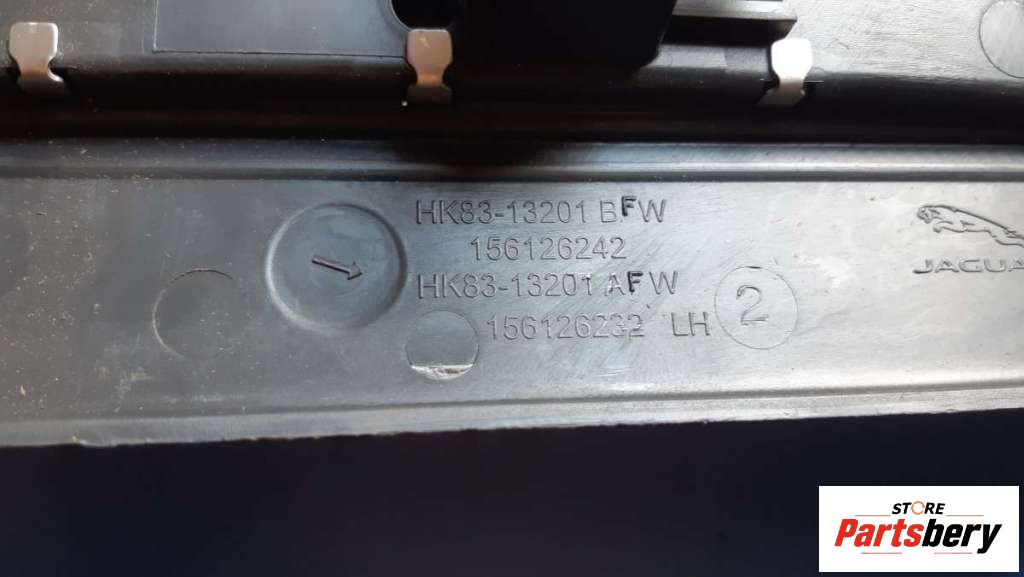 HK83-13201 BFW
156126242
HK83-13201 AFW
156126232 LH 2
JAGUA
STORE
Partsbery